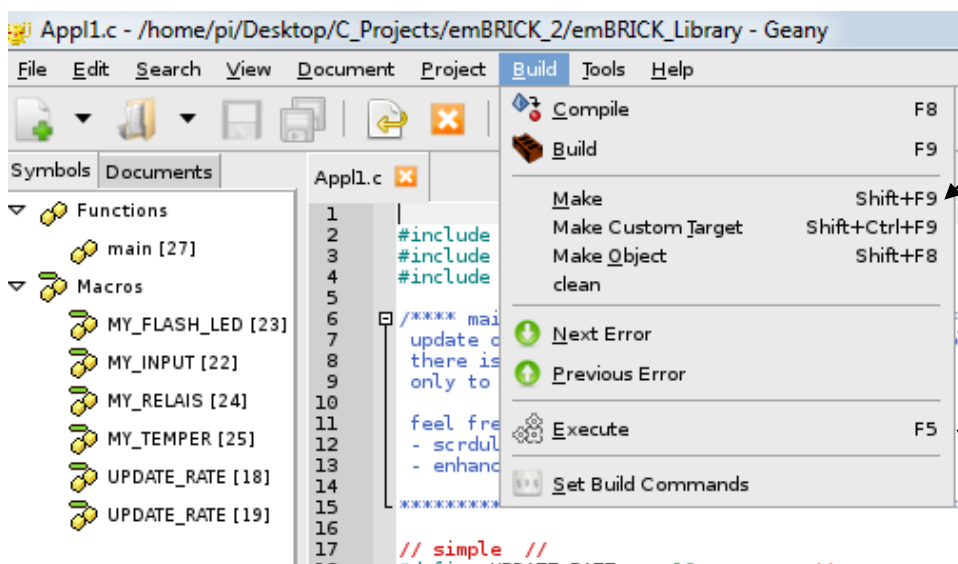 Appl1.c - /home/pi/Desktop/C_Projects/emBRICK_2/emBRICK_Library - Geany
File Edit Search View Document Project Build Tools Help
Compile F8
Build F9
Make Shift+F9
Make Custom Target Shift+Ctrl+F9
Make Object Shift+F8
clean
Next Error
Previous Error
Execute F5
Set Build Commands
Symbols Documents
Functions
main [27]
Macros
MY_FLASH_LED [23]
MY_INPUT [22]
MY_RELAIS [24]
MY_TEMPER [25]
UPDATE_RATE [18]
UPDATE_RATE [19]
Appl1.c
1
2 #include
3 #include
4 #include
5
6 /**** mai
7 update
8 there is
9 only to
10
11 feel fre
12 - scrdul
13 - enhanc
14
15 *********
16
17 // simple //